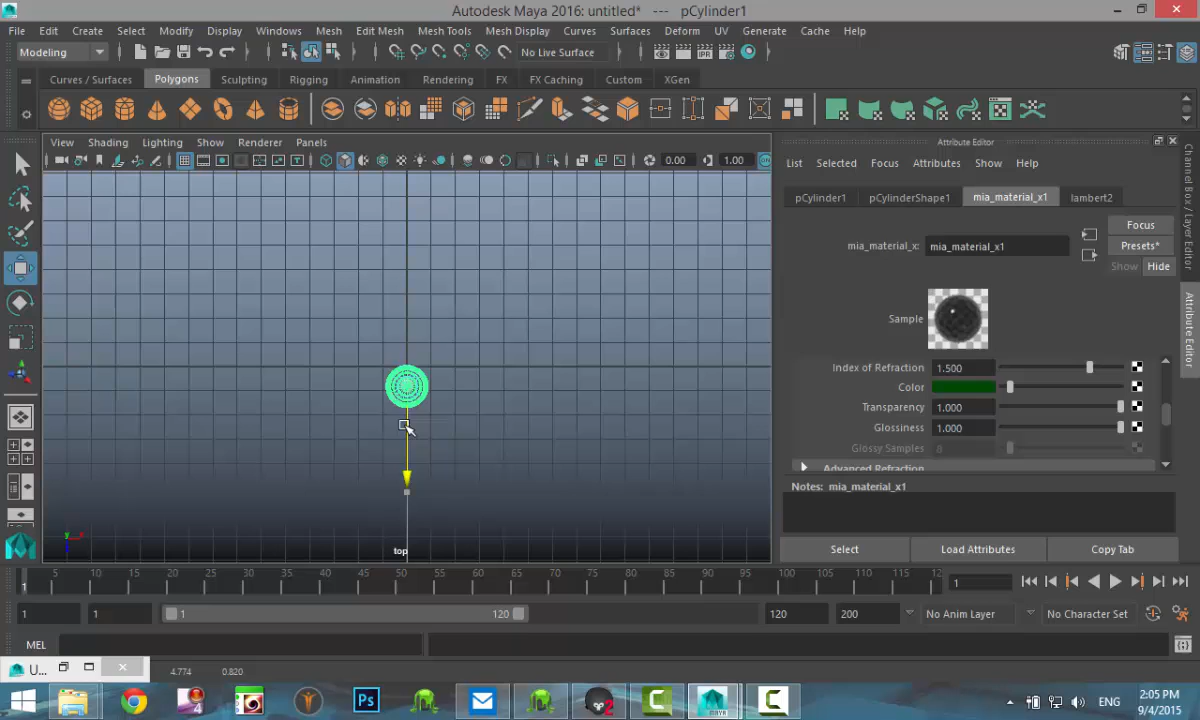 Autodesk Maya 2016: untitled* --- pCylinder1
File Edit Create Select Modify Display Windows Mesh Edit Mesh Mesh Tools Mesh Display Curves Surfaces Deform UV Generate Cache Help
Modeling No Live Surface
Curves / Surfaces Polygons Sculpting Rigging Animation Rendering FX FX Caching Custom XGen
View Shading Lighting Show Renderer Panels
0.00 1.00
Attribute Editor
List Selected Focus Attributes Show Help
pCylinder1 pCylinderShape1 mia_material_x1 lambert2
Focus
mia_material_x: mia_material_x1 Presets*
Show Hide
Sample
Index of Refraction 1.500
Color
Transparency 1.000
Glossiness 1.000
Glossy Samples 8
Advanced Refraction
Notes: mia_material_x1
Select Load Attributes Copy Tab
Channel Box / Layer Editor
Attribute Editor
y x
top
1 5 10 15 20 25 30 35 40 45 50 55 60 65 70 75 80 85 90 95 100 105 110 115 12
1
1 1 1 120 120 200 No Anim Layer No Character Set
MEL
U... 4.774 0.820
ENG 2:05 PM
9/4/2015